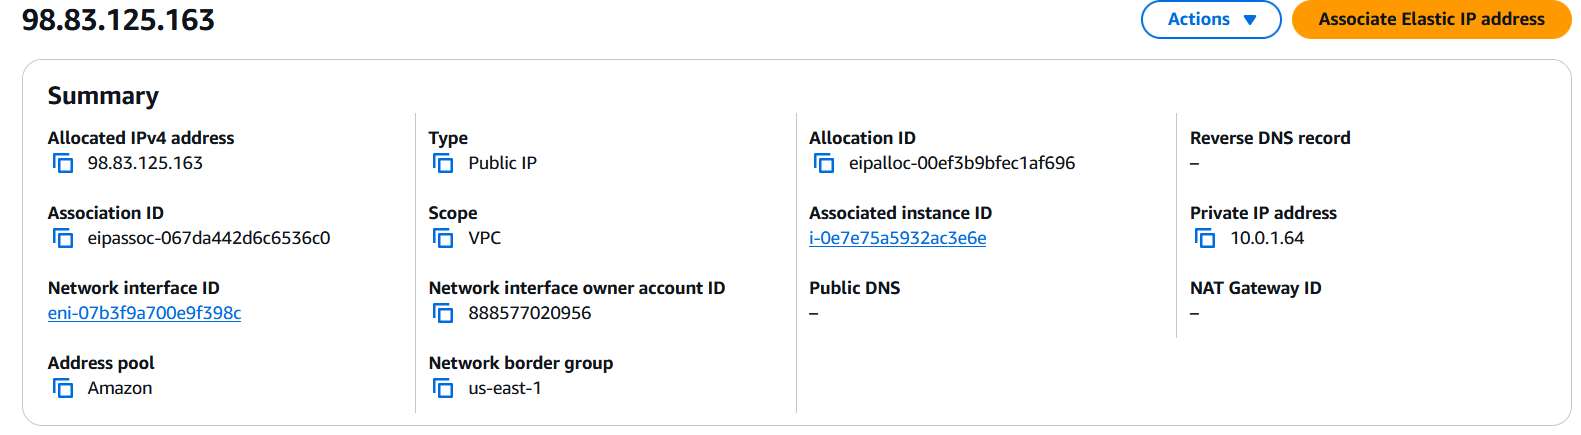 98.83.125.163
Actions
Associate Elastic IP address
Summary
Allocated IPv4 address
98.83.125.163
Type
Public IP
Allocation ID
eipalloc-00ef3b9bfec1af696
Reverse DNS record
–
Association ID
eipassoc-067da442d6c6536c0
Scope
VPC
Associated instance ID
i-0e7e75a5932ac3e6e
Private IP address
10.0.1.64
Network interface ID
eni-07b3f9a700e9f398c
Network interface owner account ID
888577020956
Public DNS
–
NAT Gateway ID
–
Address pool
Amazon
Network border group
us-east-1